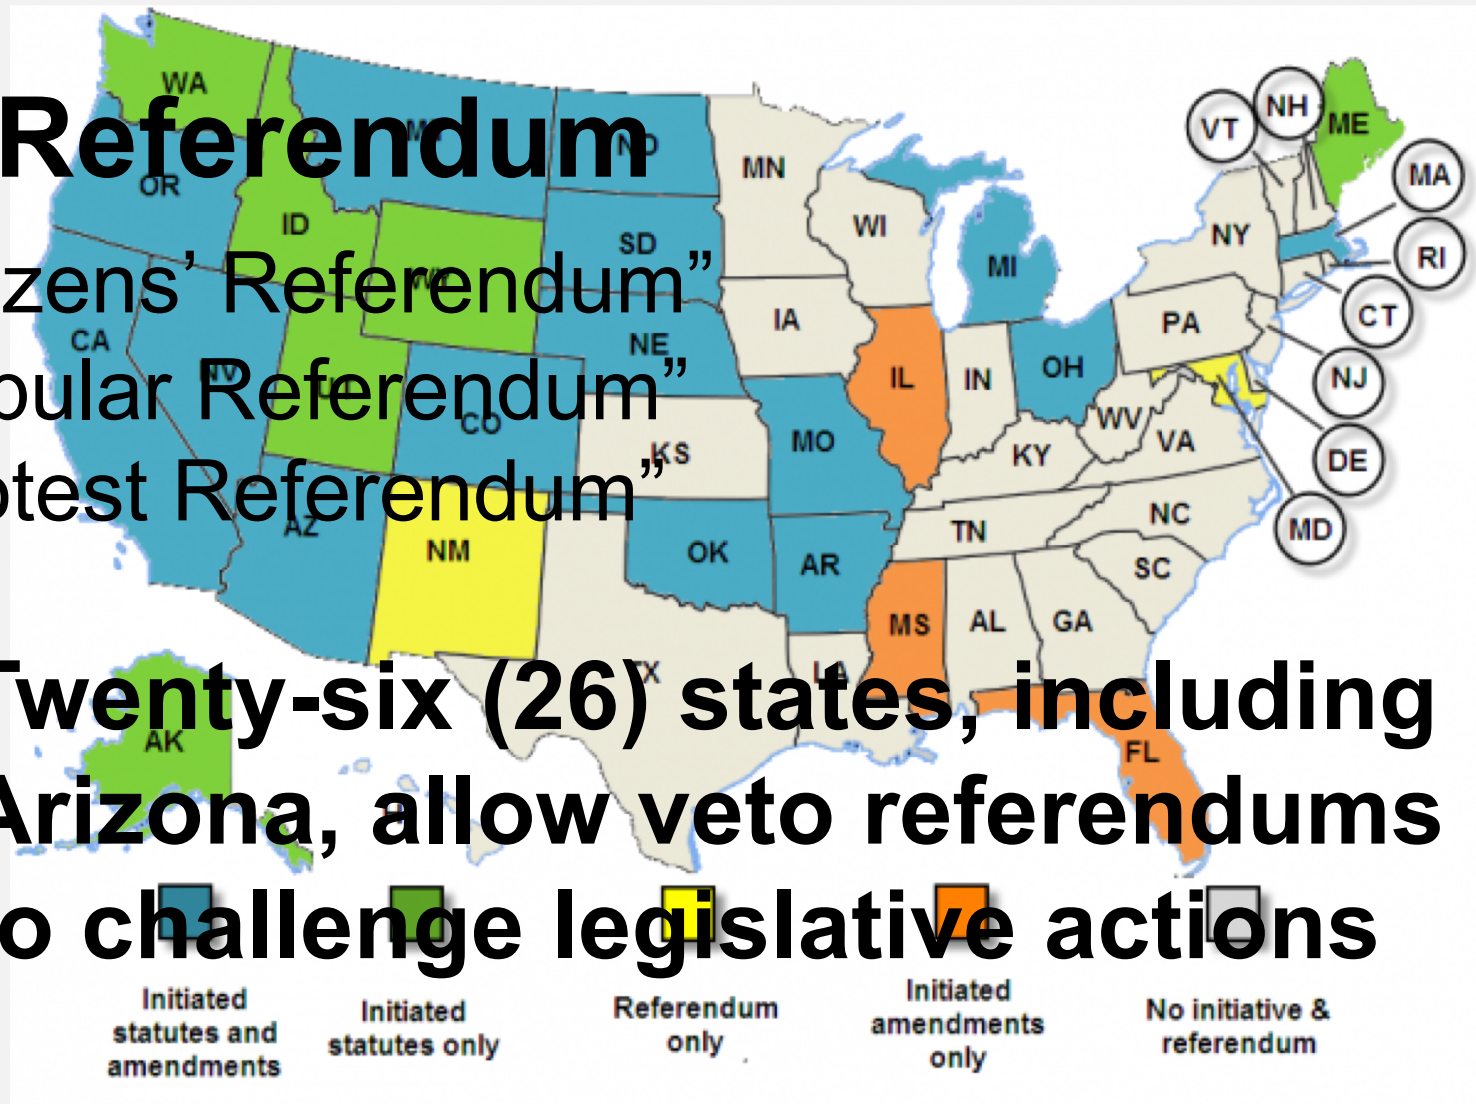 Referendum
zens’ Referendum”
pular Referendum”
otest Referendum”
Twenty-six (26) states, including
Arizona, allow veto referendums
o challenge legislative actions
WA
OR
ID
ND
MN
SD
WI
MI
NY
VT
NH
ME
MA
RI
CT
NJ
DE
MD
CA
NV
UT
CO
NE
IA
IL
IN
OH
PA
WV
VA
KY
KS
MO
AZ
NM
OK
AR
TN
NC
SC
MS
AL
GA
TX
LA
FL
AK
Initiated
statutes and
amendments
Initiated
statutes only
Referendum
only
Initiated
amendments
only
No initiative &
referendum